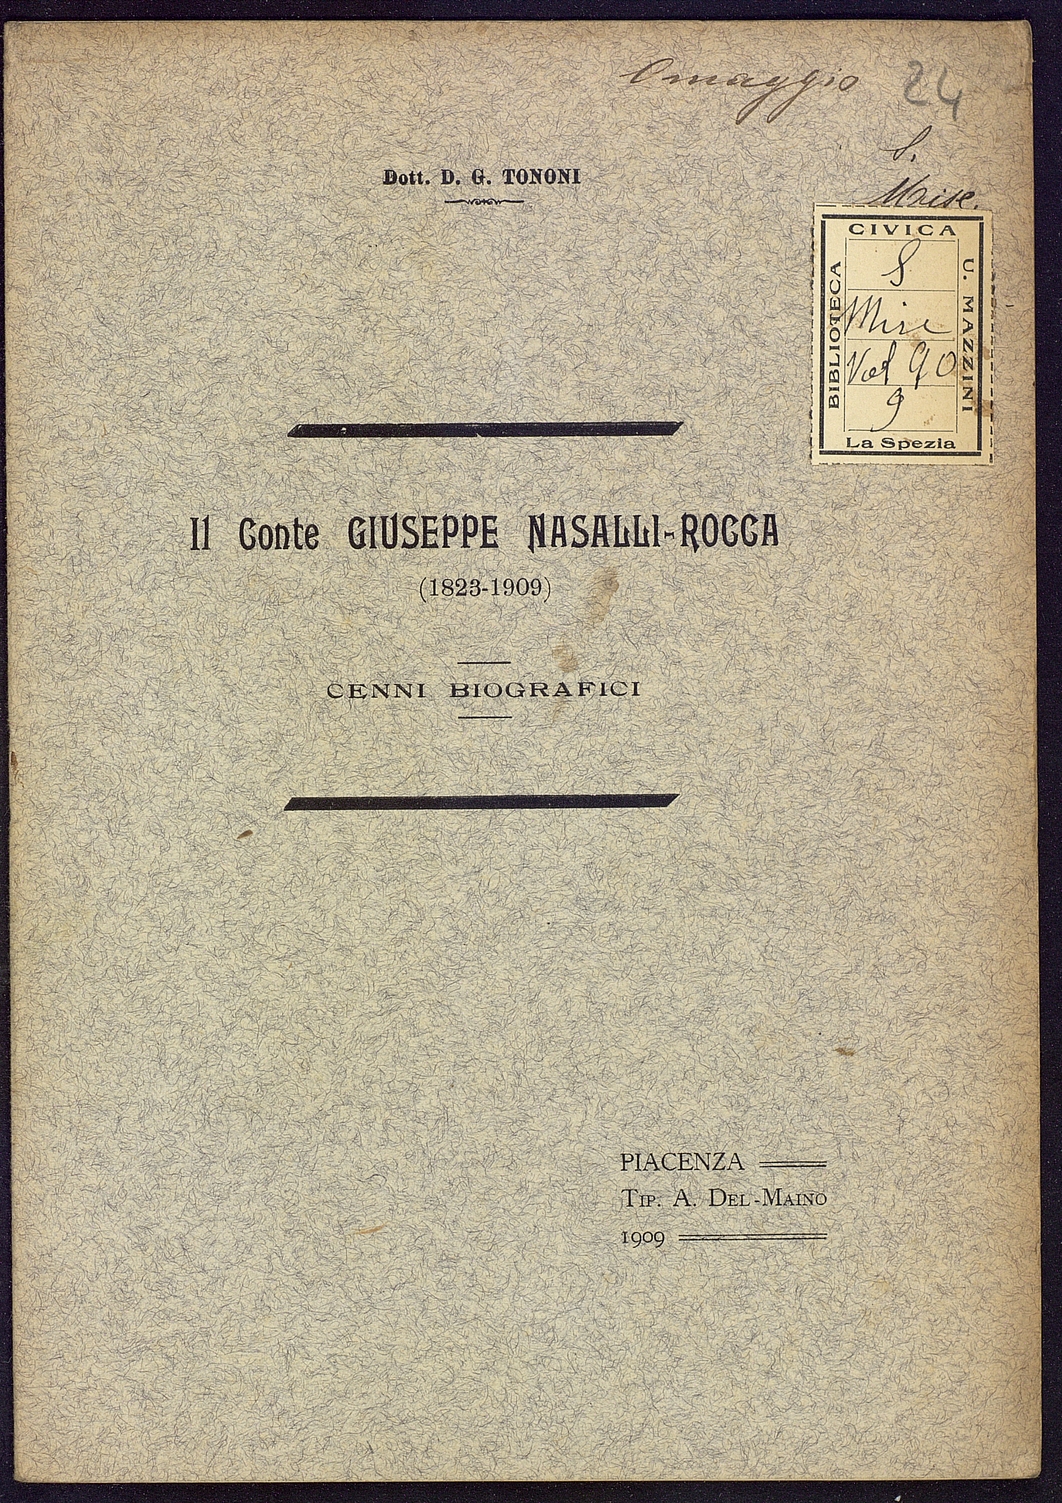 Omaggio 24
S.
Misc.
Dott. D. G. TONONI
CIVICA
BIBLIOTECA
U. MAZZINI
S
Misc
Vol 90
9
La Spezia
Il Conte GIUSEPPE NASALLI-ROCCA
(1823-1909)
CENNI BIOGRAFICI
PIACENZA
TIP. A. DEL-MAINO
1909